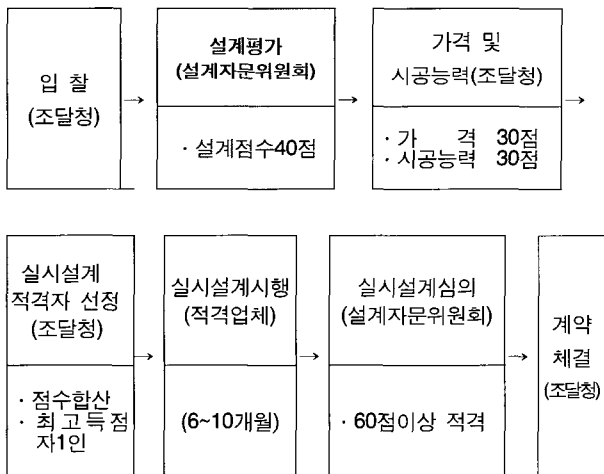 입 찰
(조달청)
→
설계평가
(설계자문위원회)
· 설계점수40점
→
가격 및
시공능력(조달청)
· 가 격 30점
· 시공능력 30점
→
실시설계
적격자 선정
(조달청)
· 점수합산
· 최고득점
자1인
→
실시설계시행
(적격업체)
(6~10개월)
→
실시설계심의
(설계자문위원회)
· 60점이상 적격
→
계약
체결
(조달청)